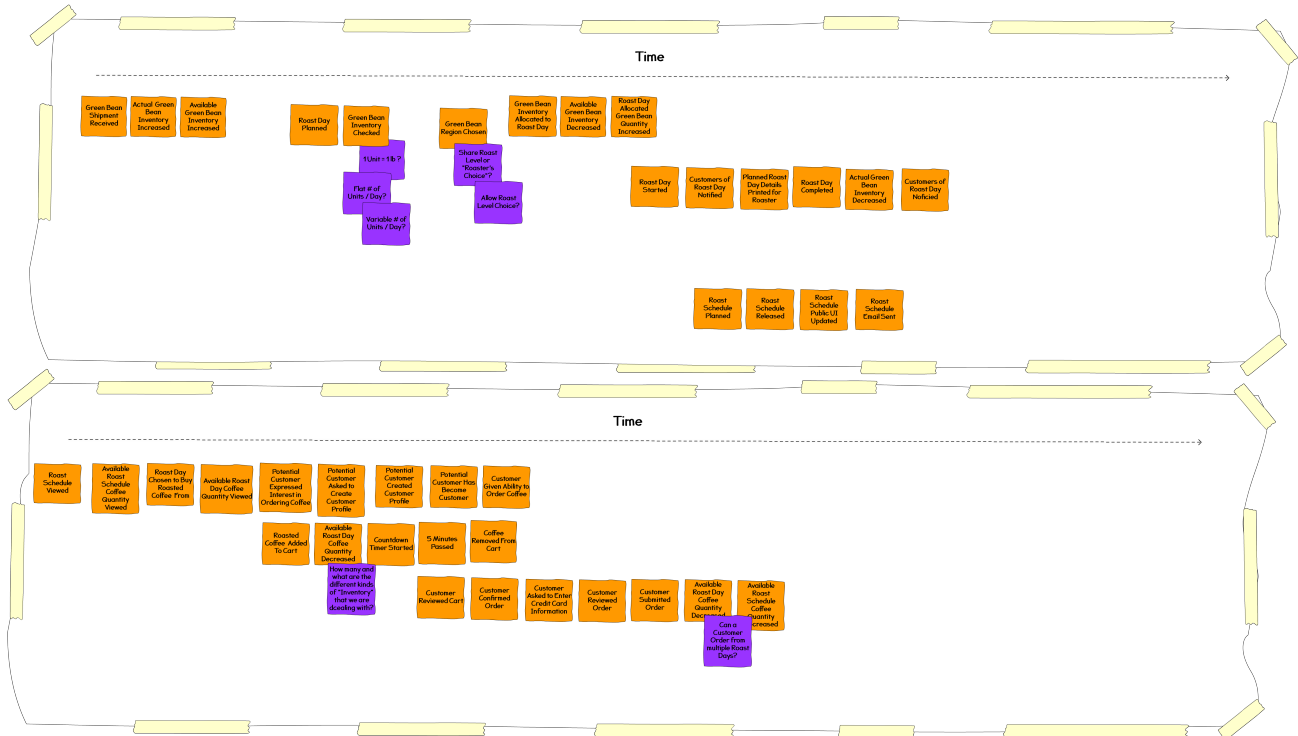 Time
Green Bean
Shipment
Received
Actual Green
Bean
Inventory
Increased
Available
Green Bean
Inventory
Increased
Roast Day
Planned
Green Bean
Inventory
Checked
1 Unit = 1 lb ?
Flat # of
Units / Day?
Variable # of
Units / Day?
Green Bean
Region Chosen
Share Roast
Level or
"Rooster's
Choice"?
Allow Roast
Level Choice?
Green Bean
Inventory
Allocated to
Roast Day
Available
Green Bean
Inventory
Decreased
Roast Day
Allocated
Green Bean
Quantity
Increased
Roast Day
Started
Customers of
Roast Day
Notified
Planned Roast
Day Details
Printed for
Roaster
Roast Day
Completed
Actual Green
Bean
Inventory
Decreased
Customers of
Roast Day
Noficied
Roast
Schedule
Planned
Roast
Schedule
Released
Roast
Schedule
Public UI
Updated
Roast
Schedule
Email Sent
Time
Roast
Schedule
Viewed
Available
Roast
Schedule
Coffee
Quantity
Viewed
Roast Day
Chosen to Buy
Roasted
Coffee From
Available Roast
Day Coffee
Quantity Viewed
Potential
Customer
Expressed
Interest in
Ordering Coffee
Potential
Customer
Asked to
Create
Customer
Profile
Potential
Customer
Created
Customer
Profile
Potential
Customer Has
Become
Customer
Customer
Given Ability to
Order Coffee
Roasted
Coffee Added
To Cart
Available
Roast Day
Coffee
Quantity
Decreased
Countdown
Timer Started
5 Minutes
Passed
Coffee
Removed From
Cart
How many and
what are the
different kinds
of "Inventory"
that we are
dcealing with?
Customer
Reviewed Cart
Customer
Confirmed
Order
Customer
Asked to Enter
Credit Card
Information
Customer
Reviewed
Order
Customer
Submitted
Order
Available
Roast Day
Coffee
Quantity
Available
Roast
Schedule
Coffee
Quantity
Can a
Customer
Order from
multiple Roast
Days?